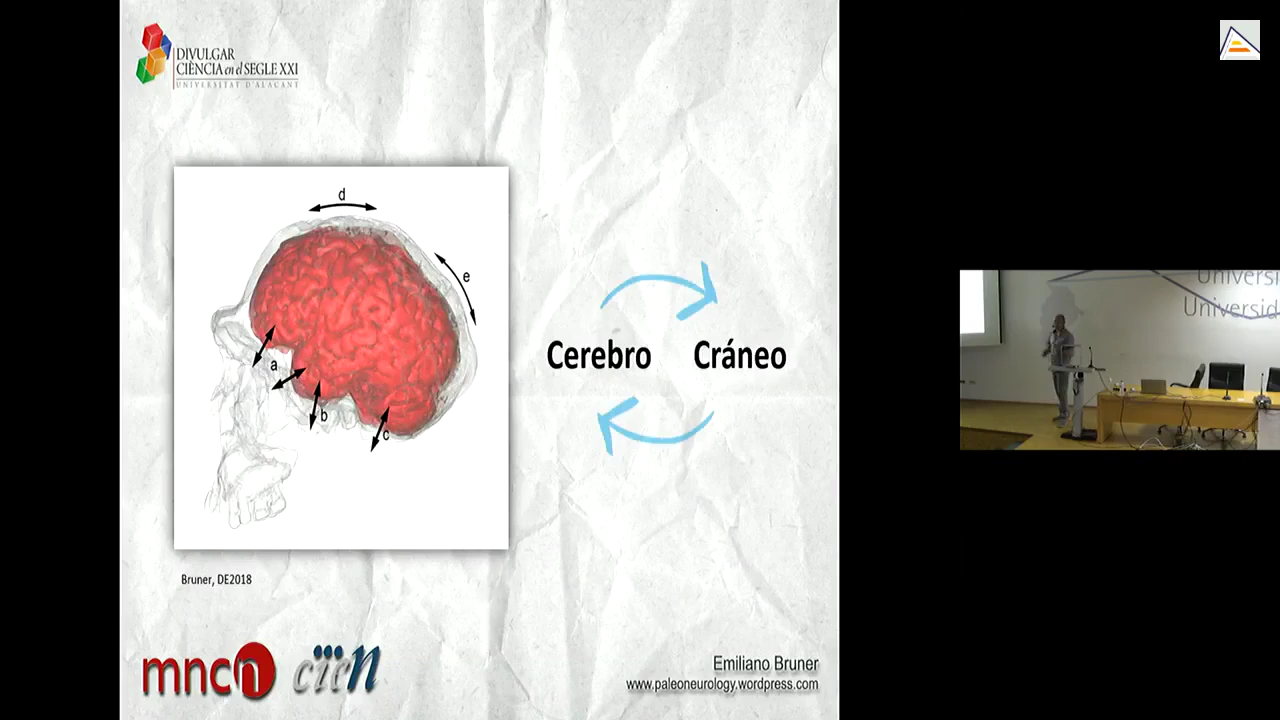 DIVULGAR
CIÈNCIA en el SEGLE XXI
UNIVERSITAT D'ALACANT
d
e
a
b
c
Cerebro
Cráneo
Bruner, DE2018
mncn
Emiliano Bruner
www.paleoneurology.wordpress.com
Universi
Universid